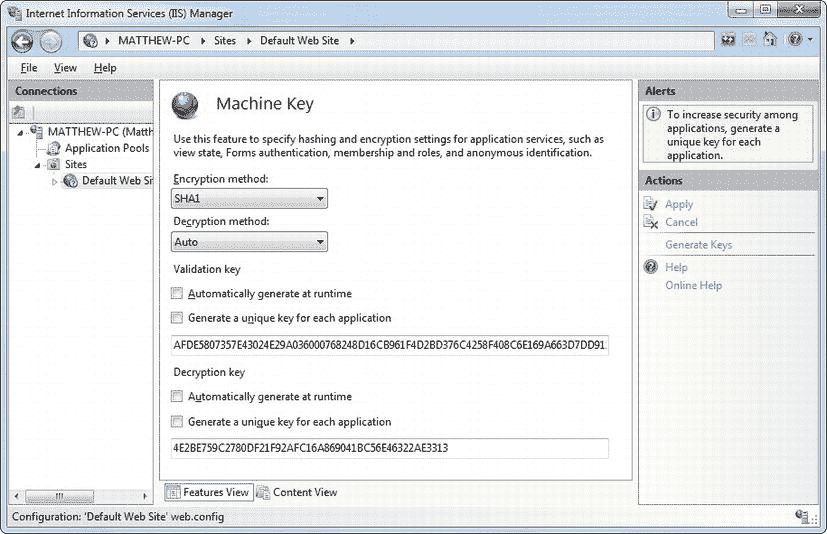 Internet Information Services (IIS) Manager
MATTHEW-PC Sites Default Web Site
File View Help
Connections
MATTHEW-PC (Matth
Application Pools
Sites
Default Web Si
Machine Key
Use this feature to specify hashing and encryption settings for application services, such as
view state, Forms authentication, membership and roles, and anonymous identification.
Encryption method:
SHA1
Decryption method:
Auto
Validation key
Automatically generate at runtime
Generate a unique key for each application
AFDE5807357E43024E29A036000768248D16CB961F4D2BD376C4258F408C6E169A663D7DD91
Decryption key
Automatically generate at runtime
Generate a unique key for each application
4E2BE759C2780DF21F92AFC16A869041BC56E46322AE3313
Features View
Content View
Alerts
To increase security among
applications, generate a
unique key for each
application.
Actions
Apply
Cancel
Generate Keys
Help
Online Help
Configuration: 'Default Web Site' web.config